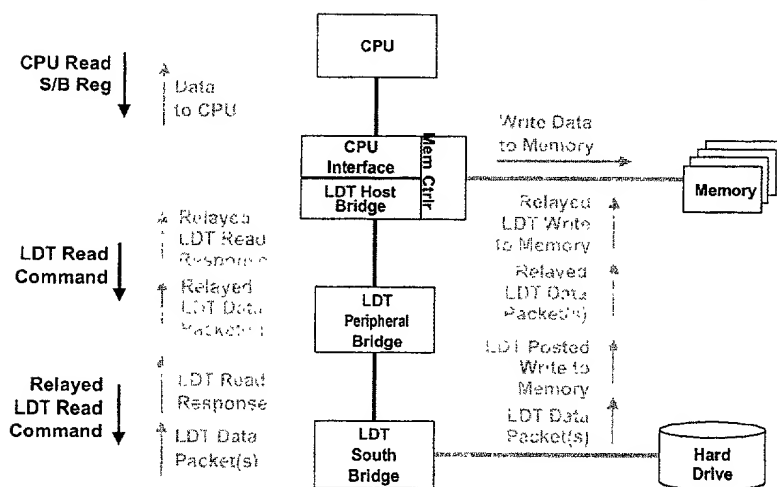 CPU
CPU Read
S/B Reg
Data
to CPU
CPU
Interface
Mem Ctrlr
LDT Host
Bridge
Write Data
to Memory
Memory
Relayed
LDT Read
Response
Relayed
LDT Write
to Memory
LDT Read
Command
Relayed
LDT Data
Packet(s)
LDT
Peripheral
Bridge
Relayed
LDT Data
Packet(s)
Relayed
LDT Read
Command
LDT Read
Response
LDT Posted
Write to
Memory
LDT Data
Packet(s)
LDT
South
Bridge
LDT Data
Packet(s)
Hard
Drive